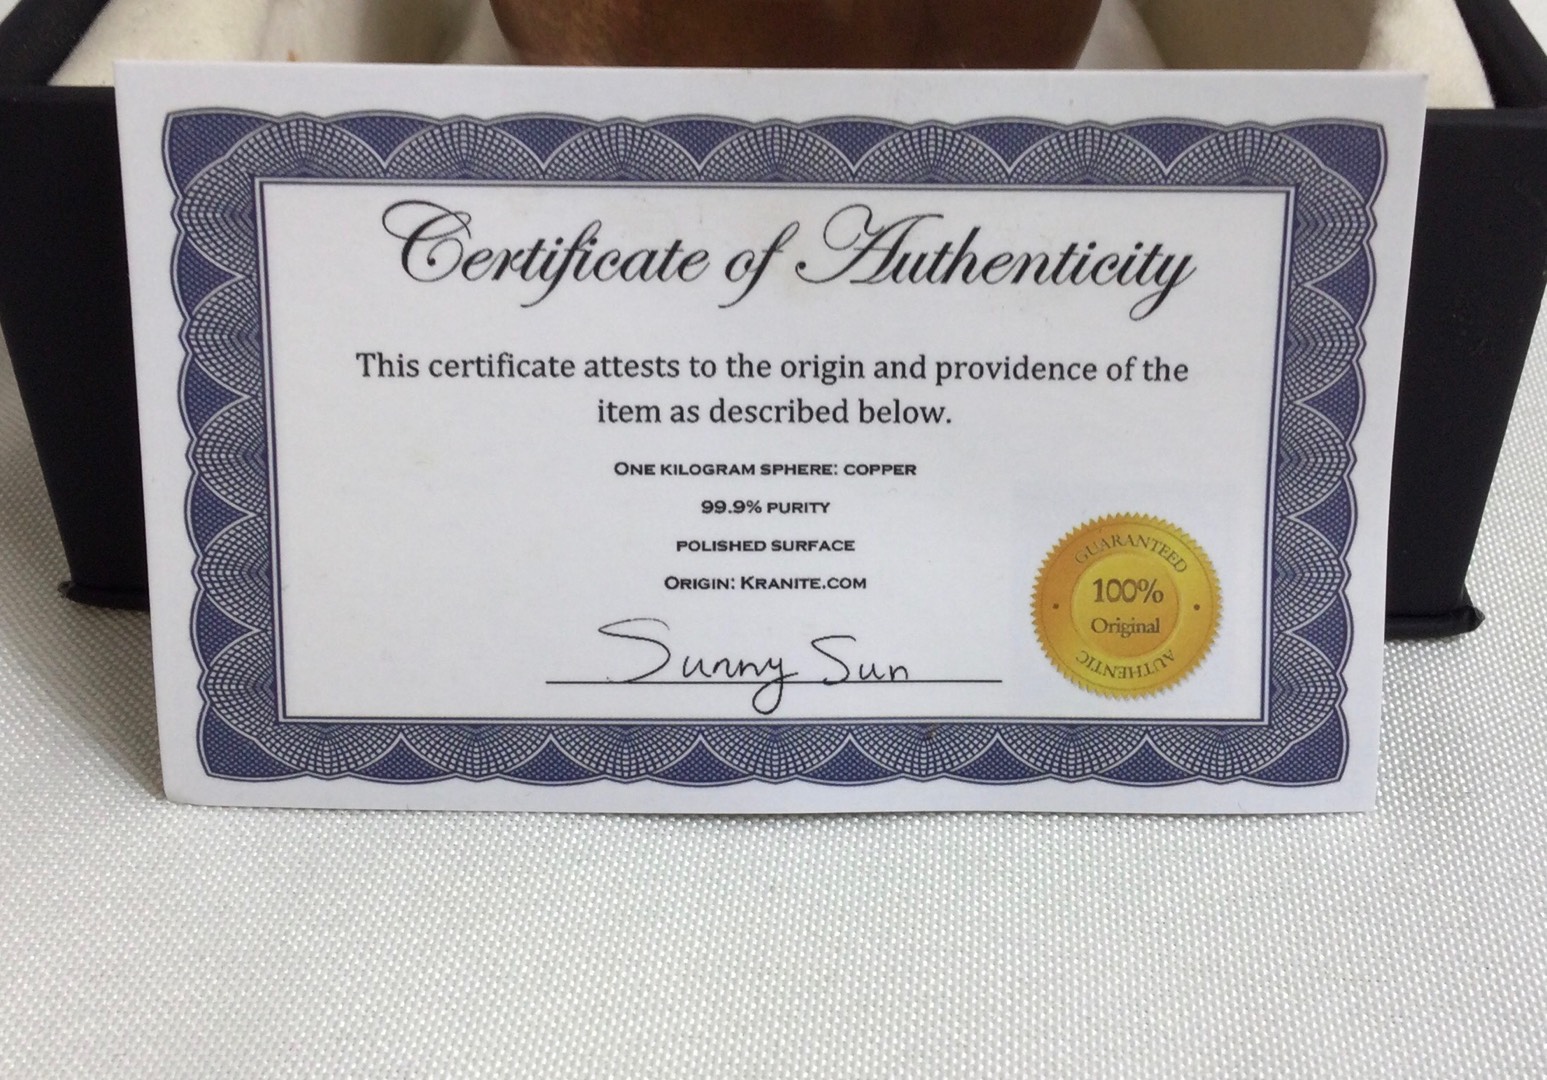 Certificate of Authenticity
This certificate attests to the origin and providence of the
item as described below.
ONE KILOGRAM SPHERE: COPPER
99.9% PURITY
POLISHED SURFACE
ORIGIN: KRANITE.COM
Sunny Sun
GUARANTEED
100%
Original
AUTHENTIC